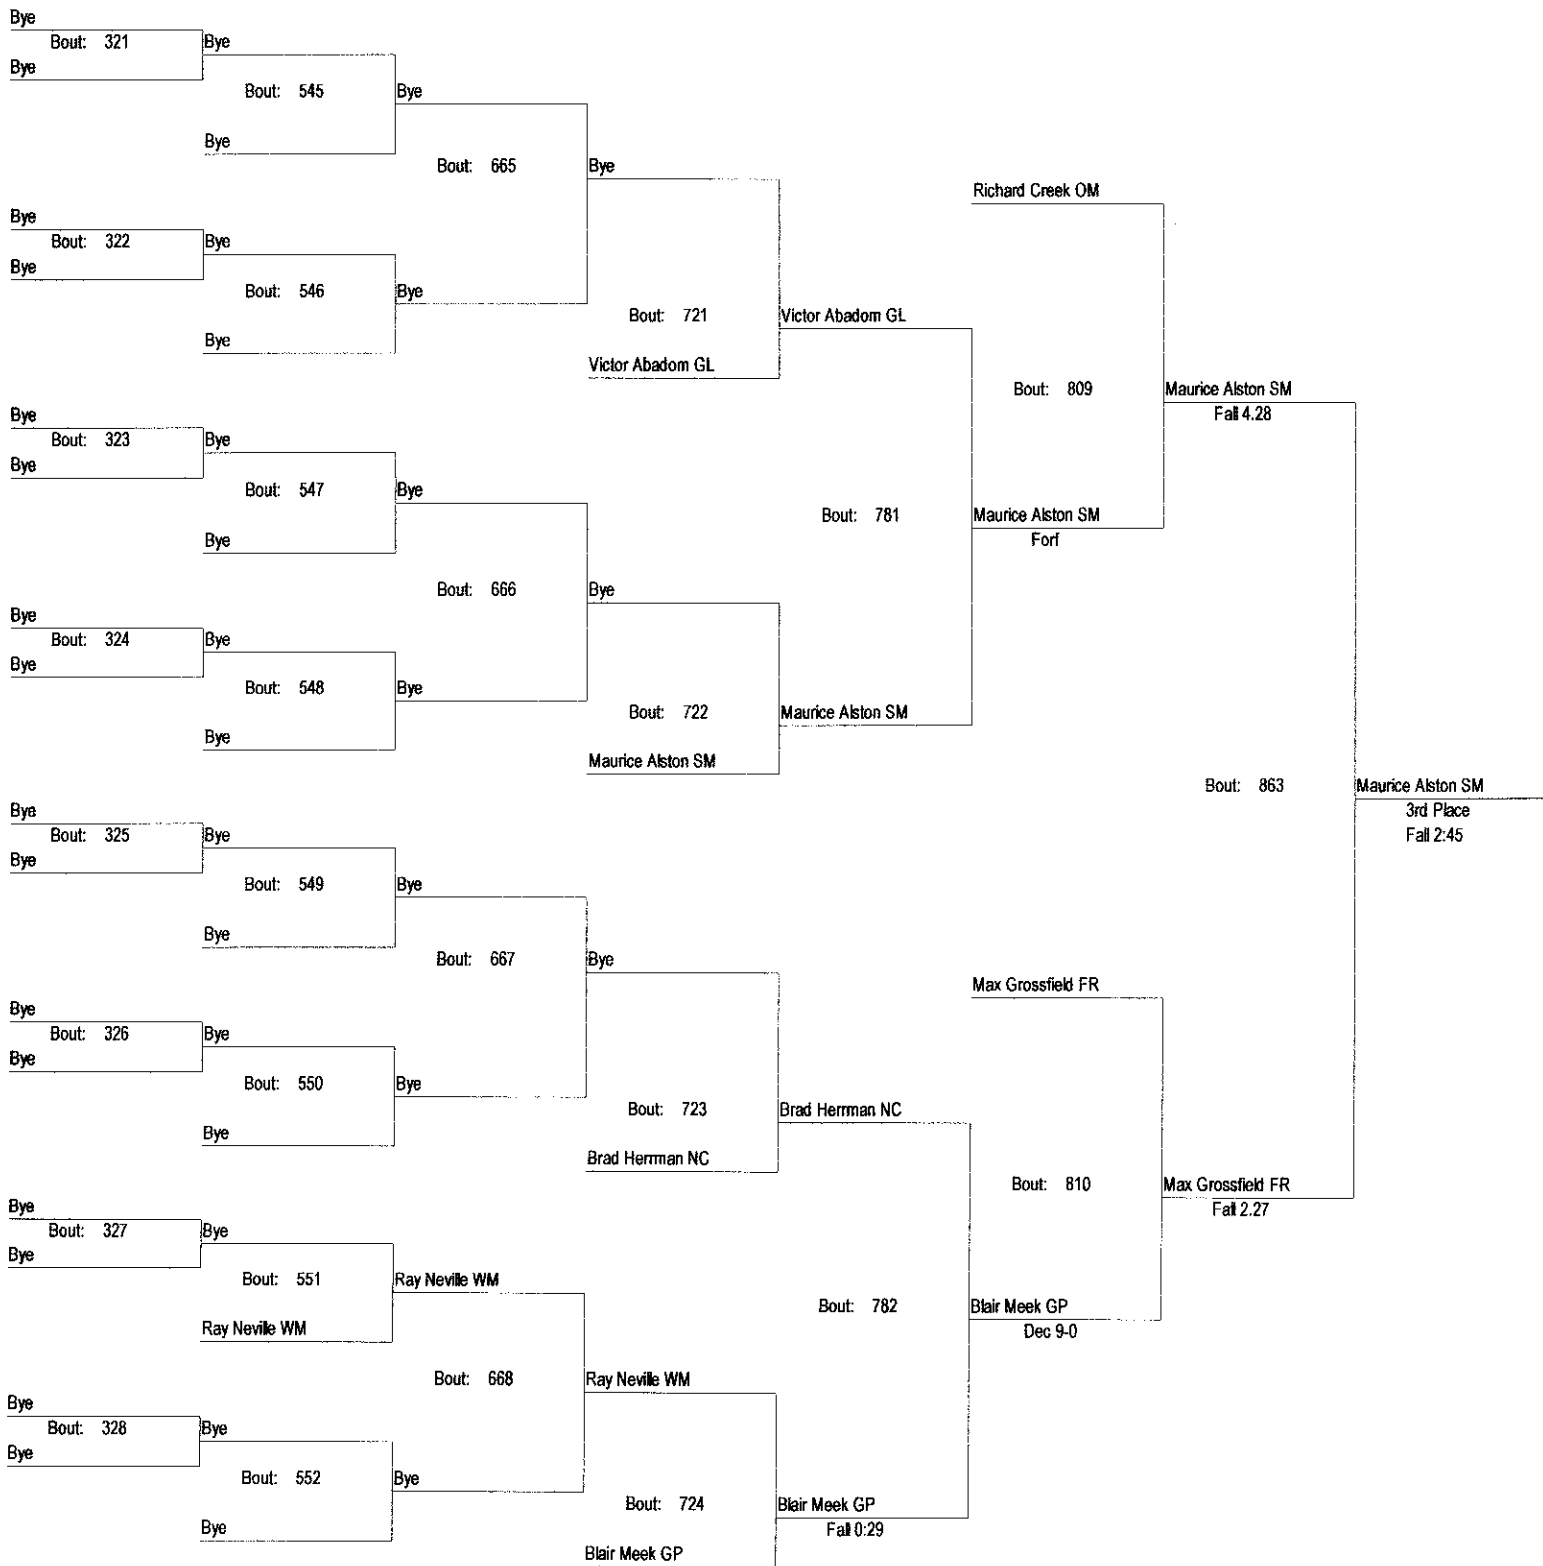 Bye
Bout: 321
Bye
Bye
Bout: 545
Bye
Bye
Bout: 665
Bye
Bye
Bout: 322
Bye
Bye
Bout: 546
Bye
Bye
Bout: 721
Victor Abadom GL
Victor Abadom GL
Richard Creek OM
Bout: 809
Maurice Alston SM
Fall 4.28
Bye
Bout: 323
Bye
Bye
Bout: 547
Bye
Bye
Bout: 781
Maurice Alston SM
Forf
Bout: 666
Bye
Bye
Bout: 324
Bye
Bye
Bout: 548
Bye
Bye
Bout: 722
Maurice Alston SM
Maurice Alston SM
Bout: 863
Maurice Alston SM
3rd Place
Fall 2:45
Bye
Bout: 325
Bye
Bye
Bout: 549
Bye
Bye
Bout: 667
Bye
Max Grossfield FR
Bye
Bout: 326
Bye
Bye
Bout: 550
Bye
Bye
Bout: 723
Brad Herrman NC
Brad Herrman NC
Bout: 810
Max Grossfield FR
Fall 2.27
Bye
Bout: 327
Bye
Bye
Bout: 551
Ray Neville WM
Ray Neville WM
Bout: 782
Blair Meek GP
Dec 9-0
Bout: 668
Ray Neville WM
Bye
Bout: 328
Bye
Bye
Bout: 552
Bye
Bye
Bout: 724
Blair Meek GP
Fall 0:29
Blair Meek GP